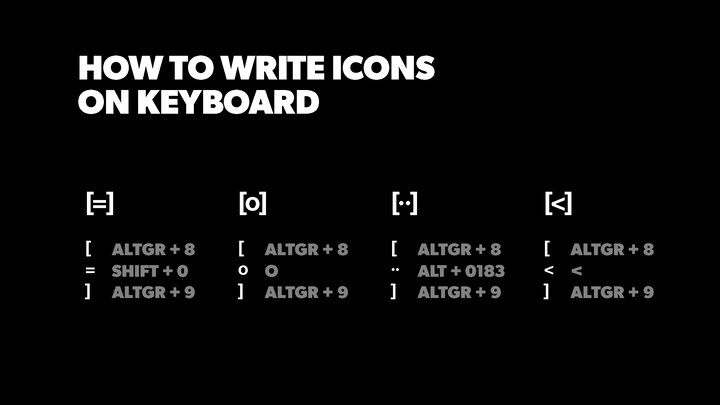 HOW TO WRITE ICONS
ON KEYBOARD
[=] [o] [··] [<]
[ ALTGR + 8 [ ALTGR + 8 [ ALTGR + 8 [ ALTGR + 8
= SHIFT + 0 o O ·· ALT + 0183 < <
] ALTGR + 9 ] ALTGR + 9 ] ALTGR + 9 ] ALTGR + 9